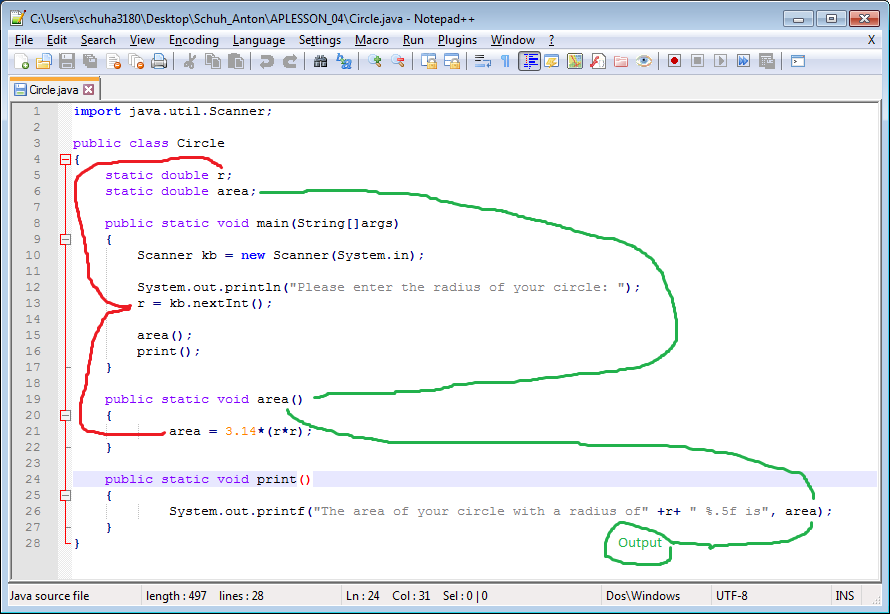 C:\Users\schuha3180\Desktop\Schuh_Anton\APLESSON_04\Circle.java - Notepad++
File Edit Search View Encoding Language Settings Macro Run Plugins Window ? X
Circle.java
1 import java.util.Scanner;
2
3 public class Circle
4 {
5 static double r;
6 static double area;
7
8 public static void main(String[]args)
9 {
10 Scanner kb = new Scanner(System.in);
11
12 System.out.println("Please enter the radius of your circle: ");
13 r = kb.nextInt();
14
15 area();
16 print();
17 }
18
19 public static void area()
20 {
21 area = 3.14*(r*r);
22 }
23
24 public static void print()
25 {
26 System.out.printf("The area of your circle with a radius of" +r+ " %.5f is", area);
27 }
28 }
Output
Java source file length : 497 lines : 28 Ln : 24 Col : 31 Sel : 0 | 0 Dos\Windows UTF-8 INS